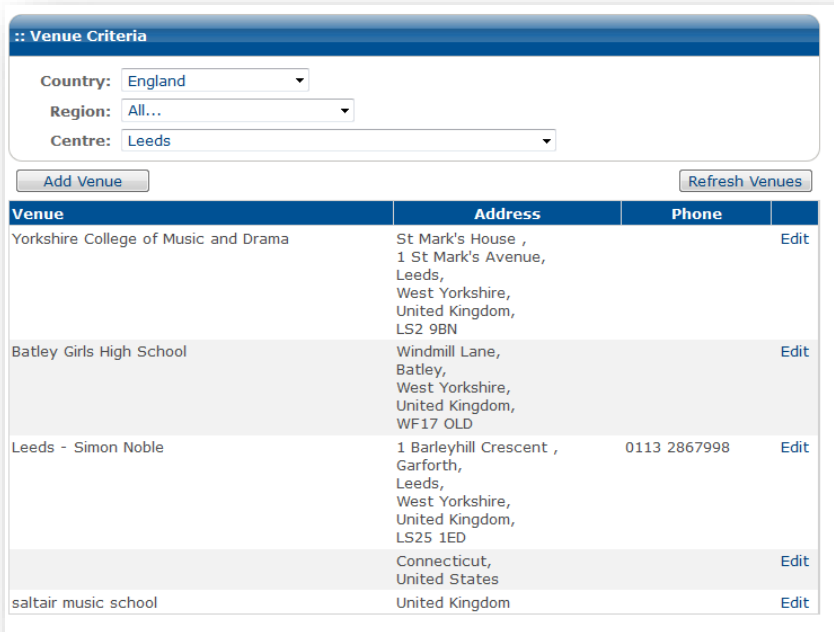 :: Venue Criteria
Country: England
Region: All...
Centre: Leeds
Add Venue Refresh Venues
Venue Address Phone
Yorkshire College of Music and Drama St Mark's House , Edit
1 St Mark's Avenue,
Leeds,
West Yorkshire,
United Kingdom,
LS2 9BN
Batley Girls High School Windmill Lane, Edit
Batley,
West Yorkshire,
United Kingdom,
WF17 OLD
Leeds - Simon Noble 1 Barleyhill Crescent , 0113 2867998 Edit
Garforth,
Leeds,
West Yorkshire,
United Kingdom,
LS25 1ED
Connecticut, Edit
United States
saltair music school United Kingdom Edit